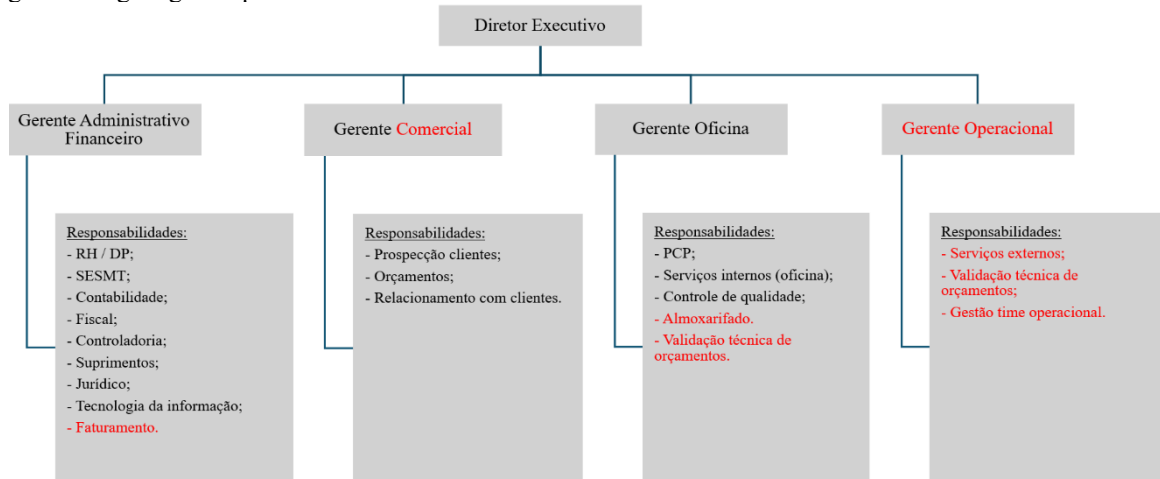 Diretor Executivo
Gerente Administrativo
Financeiro
Gerente Comercial
Gerente Oficina
Gerente Operacional
Responsabilidades:
- RH / DP;
- SESMT;
- Contabilidade;
- Fiscal;
- Controladoria;
- Suprimentos;
- Jurídico;
- Tecnologia da informação;
- Faturamento.
Responsabilidades:
- Prospecção clientes;
- Orçamentos;
- Relacionamento com clientes.
Responsabilidades:
- PCP;
- Serviços internos (oficina);
- Controle de qualidade;
- Almoxarifado.
- Validação técnica de
orçamentos.
Responsabilidades:
- Serviços externos;
- Validação técnica de
orçamentos;
- Gestão time operacional.